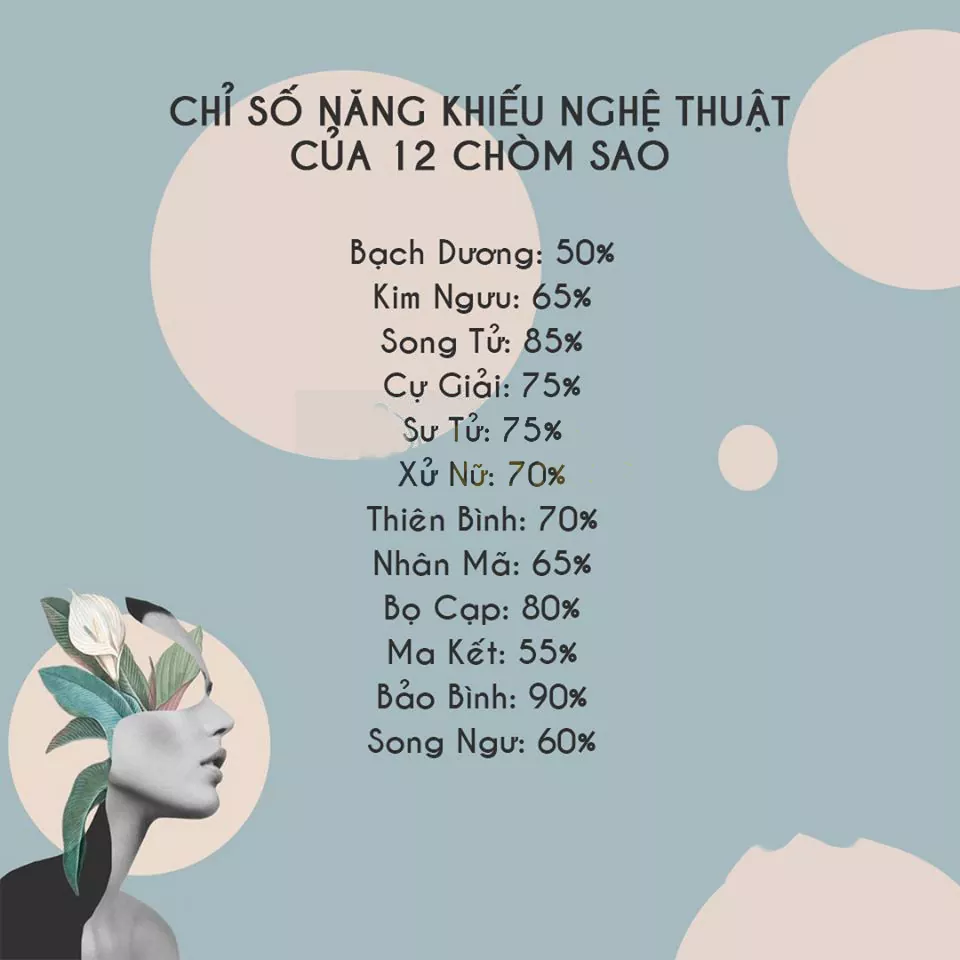 CHỈ SỐ NĂNG KHIẾU NGHỆ THUẬT
CỦA 12 CHÒM SAO
Bạch Dương: 50%
Kim Ngưu: 65%
Song Tử: 85%
Cự Giải: 75%
Sư Tử: 75%
Xử Nữ: 70%
Thiên Bình: 70%
Nhân Mã: 65%
Bọ Cạp: 80%
Ma Kết: 55%
Bảo Bình: 90%
Song Ngư: 60%